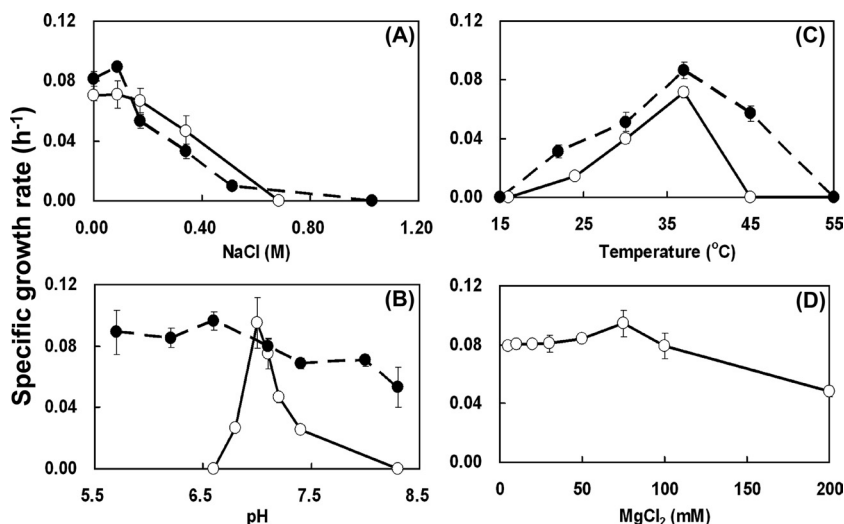 Specific growth rate (h⁻¹)
0.12
0.08
0.04
0.00
(A)
0.00 0.40 0.80 1.20
NaCl (M)
0.12
0.08
0.04
0.00
(C)
15 25 35 45 55
Temperature (°C)
0.12
0.08
0.04
0.00
(B)
5.5 6.5 7.5 8.5
pH
0.12
0.08
0.04
0.00
(D)
0 50 100 150 200
MgCl₂ (mM)